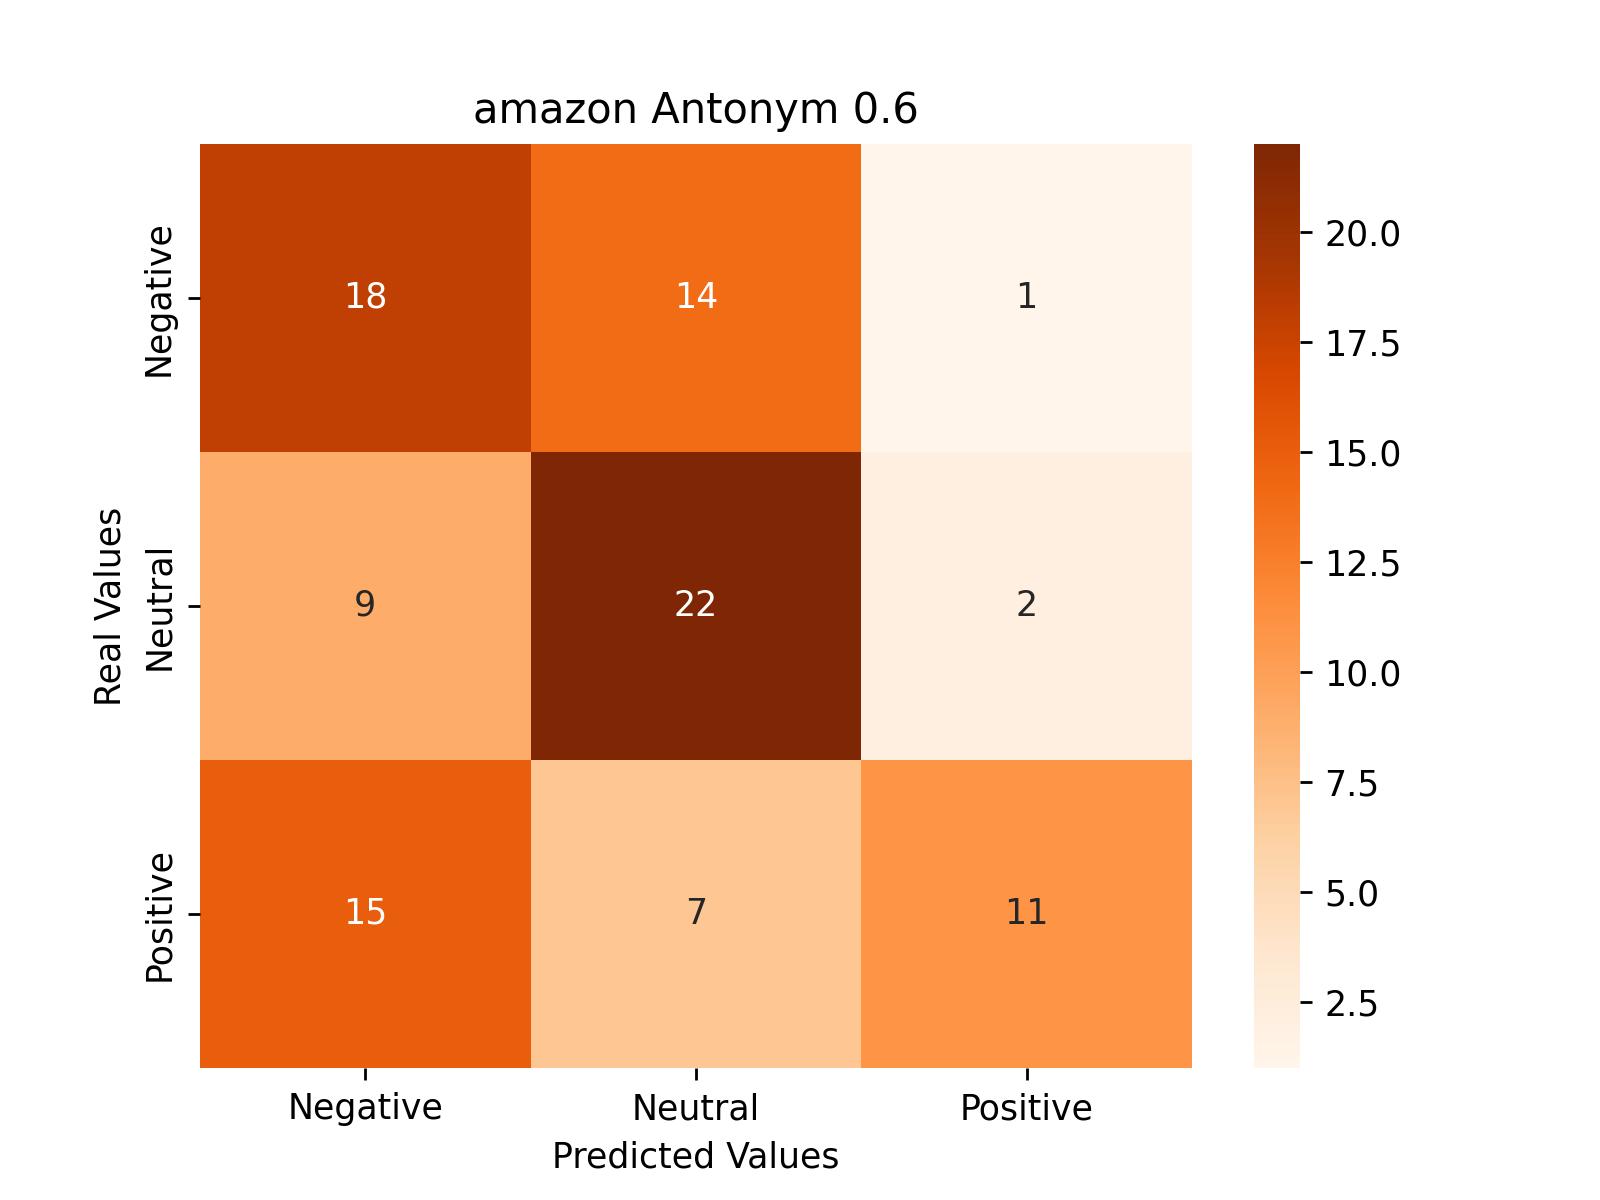 amazon Antonym 0.6
Real Values
Negative
18 14 1
Neutral
9 22 2
Positive
15 7 11
Negative Neutral Positive
Predicted Values
20.0
17.5
15.0
12.5
10.0
7.5
5.0
2.5